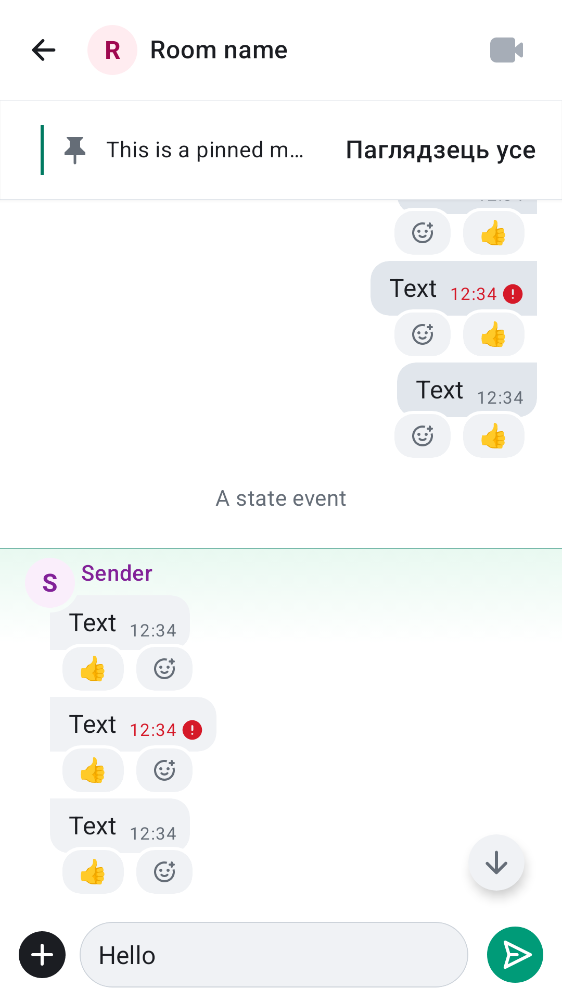 R Room name
This is a pinned m… Паглядзець усе
Text 12:34
Text 12:34
A state event
S Sender
Text 12:34
Text 12:34
Text 12:34
Hello